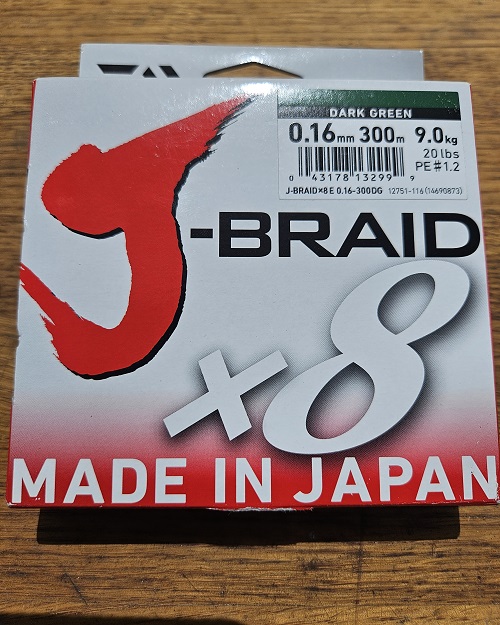 DARK GREEN
0.16mm 300m 9.0kg
20lbs
PE#1.2
0 43178 13299 9
J-BRAID×8E 0.16-300DG 12751-116(14690873)
J-BRAID
×8
MADE IN JAPAN